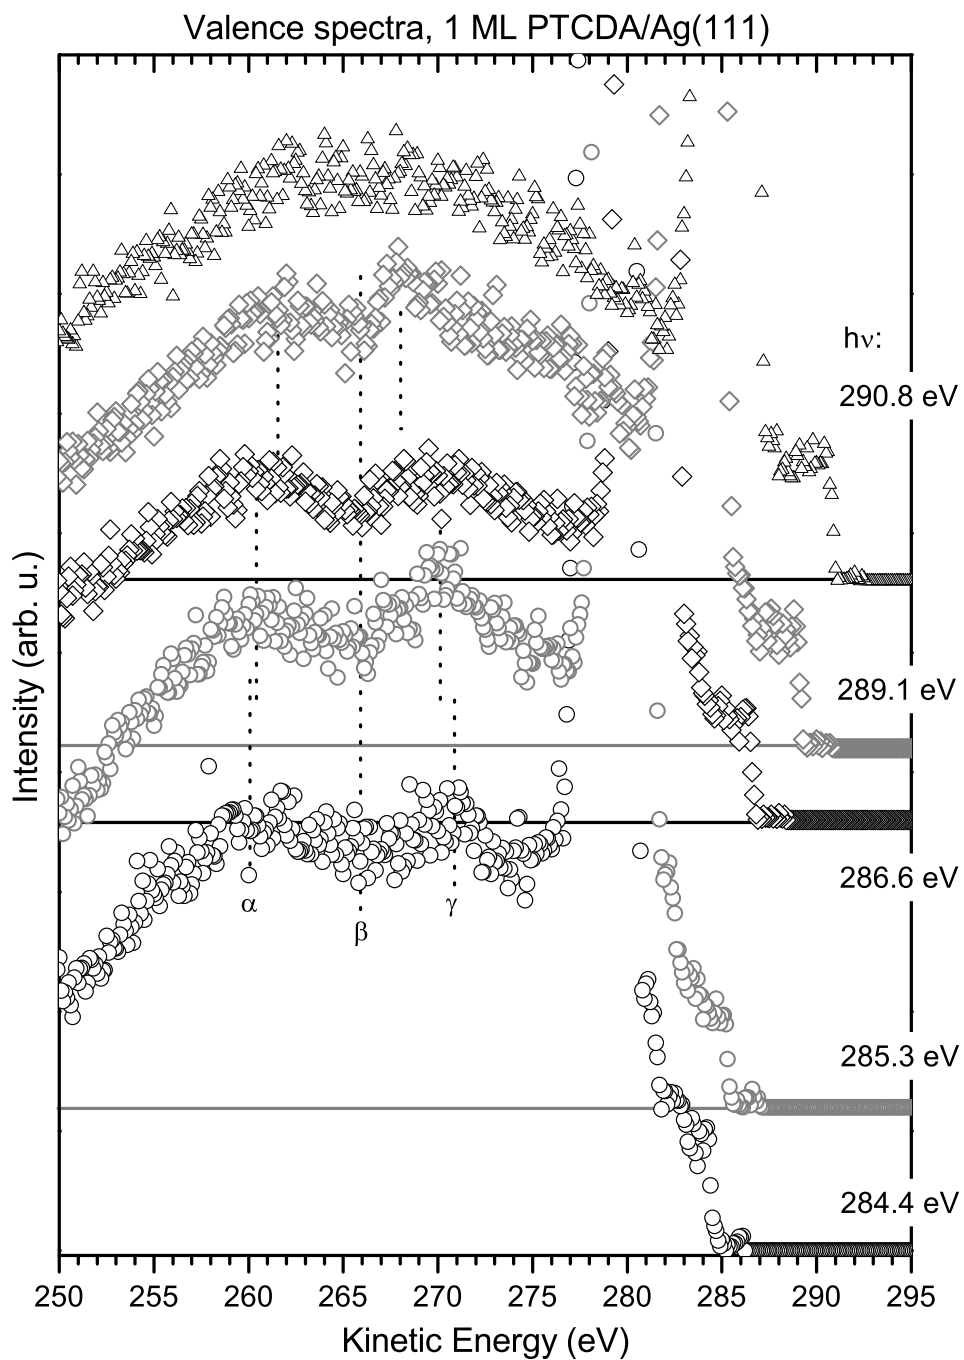 Valence spectra, 1 ML PTCDA/Ag(111)
hν:
290.8 eV
289.1 eV
286.6 eV
285.3 eV
284.4 eV
α
β
γ
Intensity (arb. u.)
250 255 260 265 270 275 280 285 290 295
Kinetic Energy (eV)